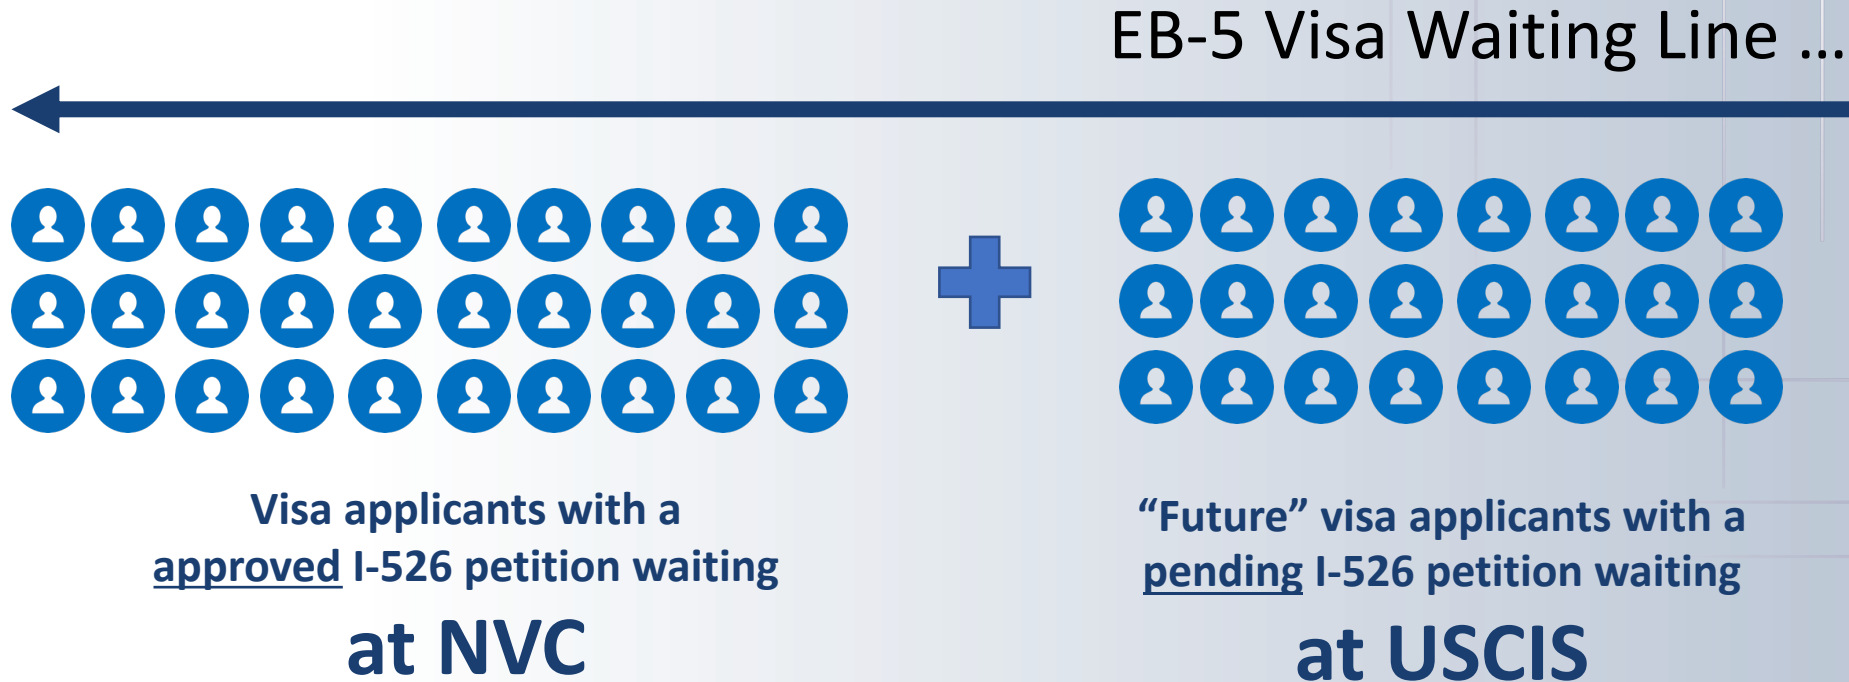 EB-5 Visa Waiting Line ...
Visa applicants with a
approved I-526 petition waiting
at NVC
“Future” visa applicants with a
pending I-526 petition waiting
at USCIS